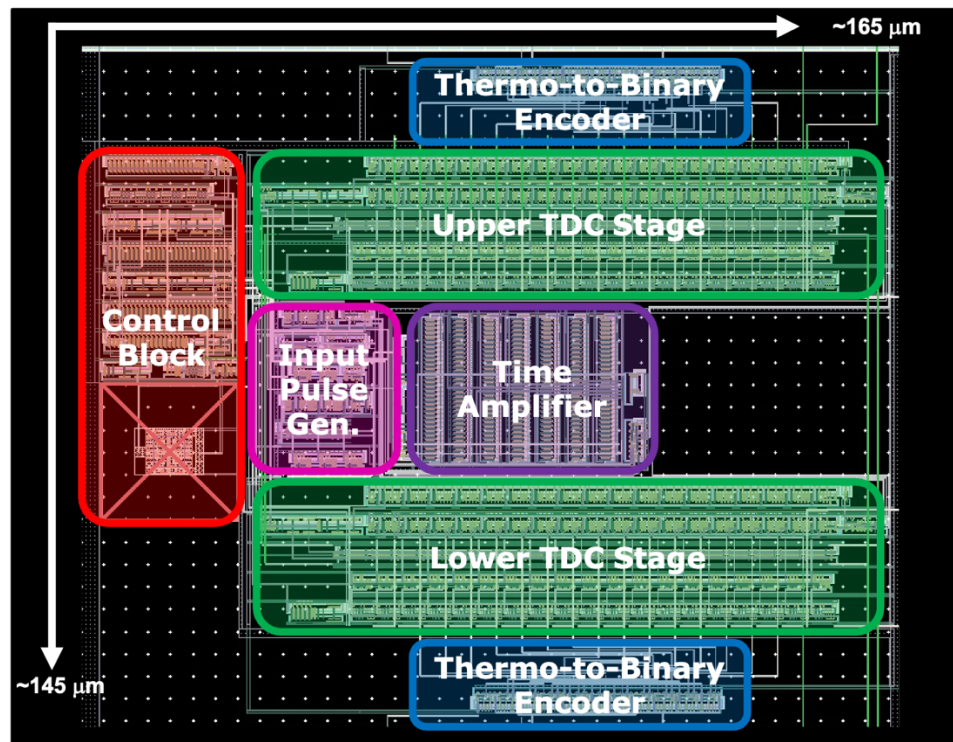 ~165 μm
Thermo-to-Binary
Encoder
Upper TDC Stage
Control
Block
Input
Pulse
Gen.
Time
Amplifier
Lower TDC Stage
~145 μm
Thermo-to-Binary
Encoder